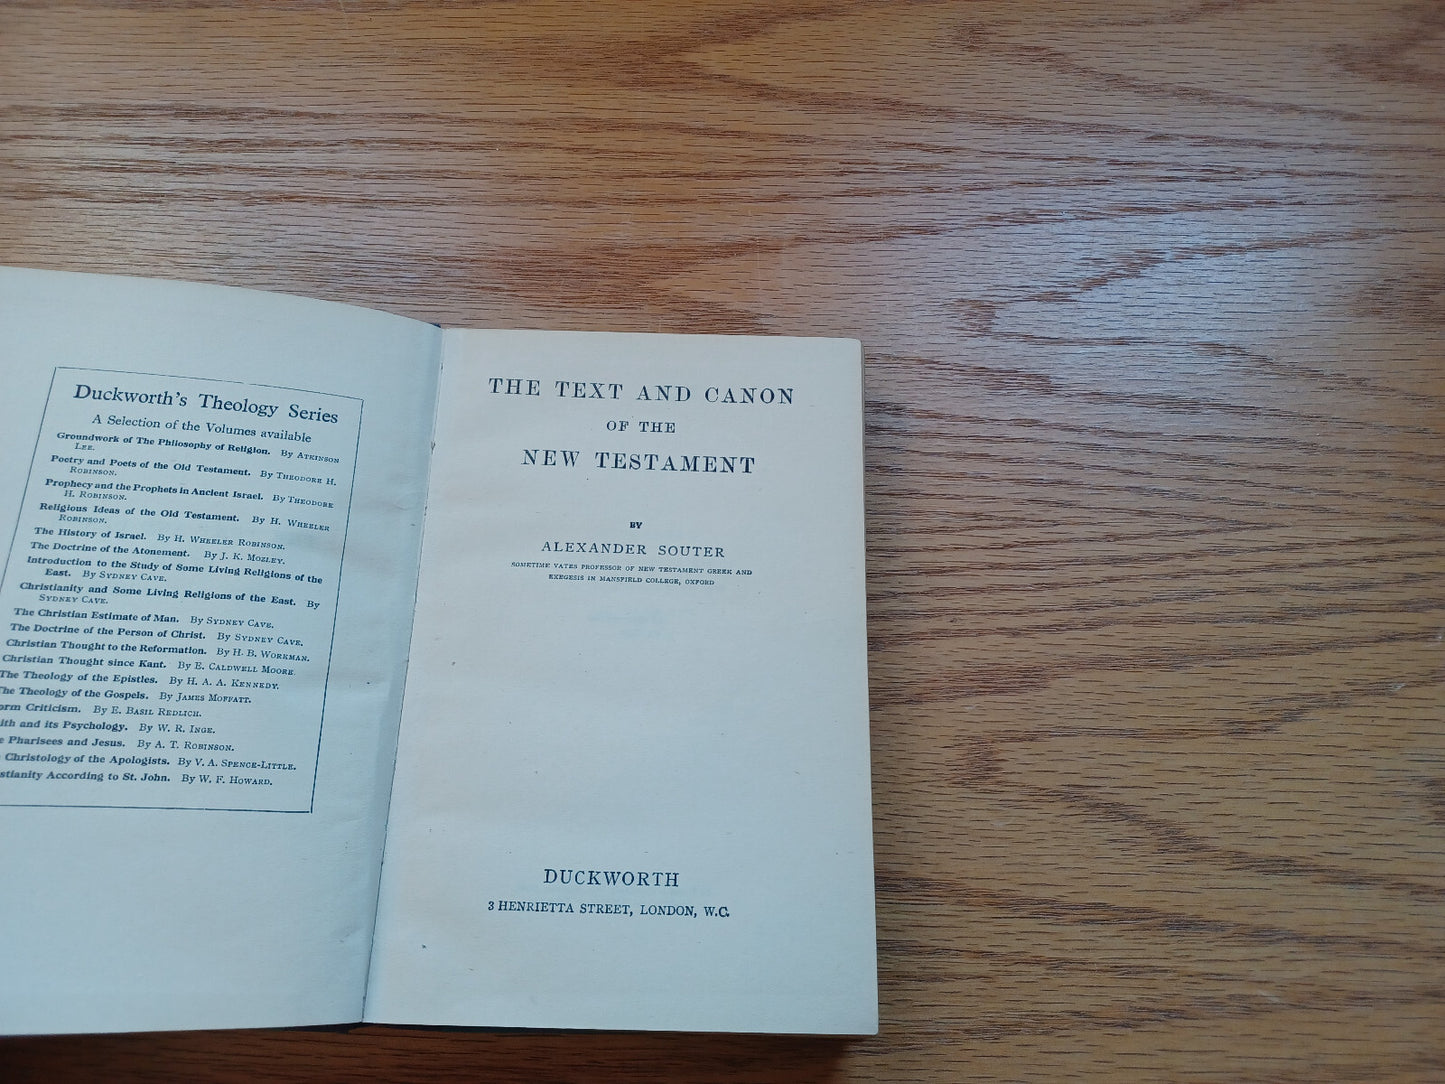 Duckworth's Theology Series
A Selection of the Volumes available
Groundwork of The Philosophy of Religion. By Atkinson
Lee.
Poetry and Poets of the Old Testament. By Theodore H.
Robinson.
Prophecy and the Prophets in Ancient Israel. By Theodore
H. Robinson.
Religious Ideas of the Old Testament. By H. Wheeler
Robinson.
The History of Israel. By H. Wheeler Robinson.
The Doctrine of the Atonement. By J. K. Mozley.
Introduction to the Study of Some Living Religions of the
East. By Sydney Cave.
Christianity and Some Living Religions of the East. By
Sydney Cave.
The Christian Estimate of Man. By Sydney Cave.
The Doctrine of the Person of Christ. By Sydney Cave.
Christian Thought to the Reformation. By H. B. Workman.
Christian Thought since Kant. By E. Caldwell Moore.
The Theology of the Epistles. By H. A. A. Kennedy.
The Theology of the Gospels. By James Moffatt.
orm Criticism. By E. Basil Redlich.
ith and its Psychology. By W. R. Inge.
e Pharisees and Jesus. By A. T. Robinson.
Christology of the Apologists. By V. A. Spence-Little.
stianity According to St. John. By W. F. Howard.
THE TEXT AND CANON
OF THE
NEW TESTAMENT
BY
ALEXANDER SOUTER
SOMETIME YATES PROFESSOR OF NEW TESTAMENT GREEK AND
EXEGESIS IN MANSFIELD COLLEGE, OXFORD
DUCKWORTH
3 HENRIETTA STREET, LONDON, W.C.